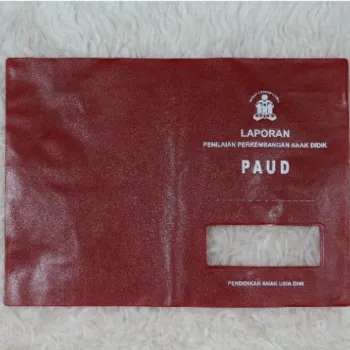 LAPORAN
PENILAIAN PERKEMBANGAN ANAK DIDIK
PAUD
PENDIDIKAN ANAK USIA DINI